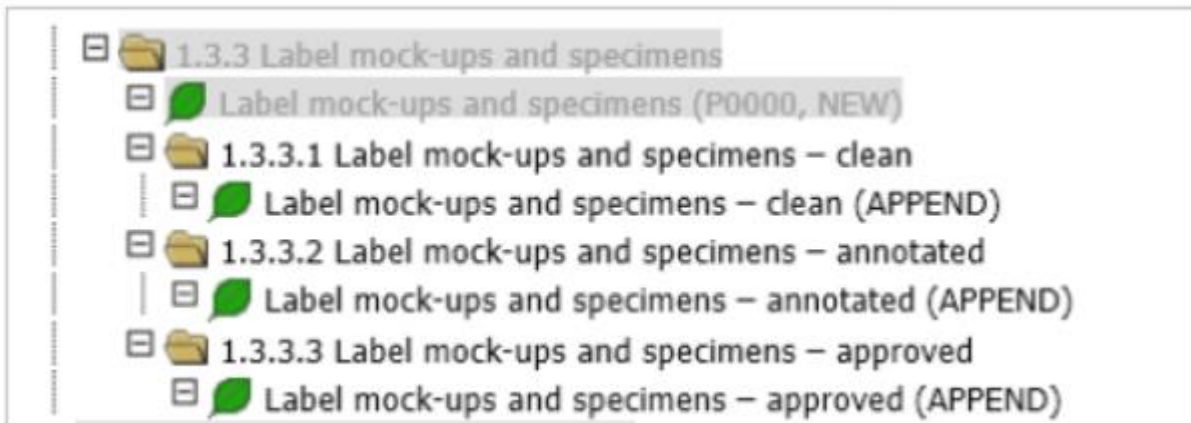 1.3.3 Label mock-ups and specimens
Label mock-ups and specimens (P0000, NEW)
1.3.3.1 Label mock-ups and specimens – clean
Label mock-ups and specimens – clean (APPEND)
1.3.3.2 Label mock-ups and specimens – annotated
Label mock-ups and specimens – annotated (APPEND)
1.3.3.3 Label mock-ups and specimens – approved
Label mock-ups and specimens – approved (APPEND)